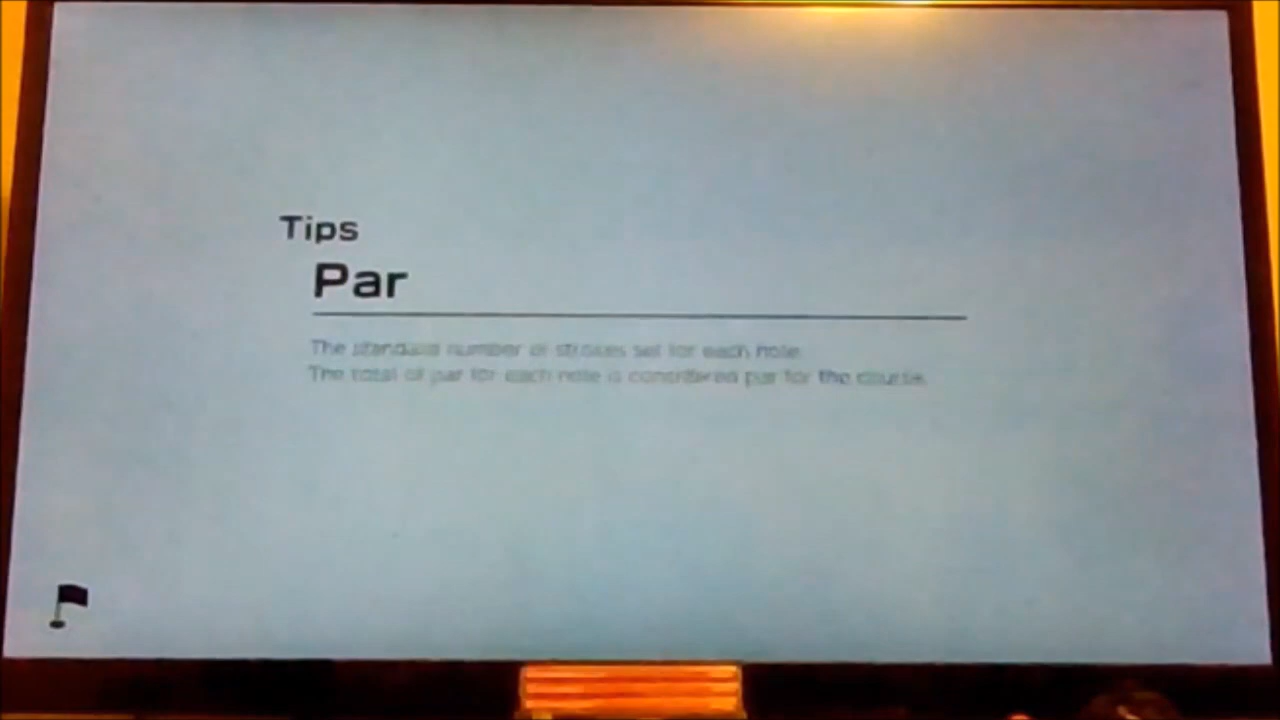 Tips
Par
The standard number of strokes set for each hole.
The total of par for each hole is considered par for the course.